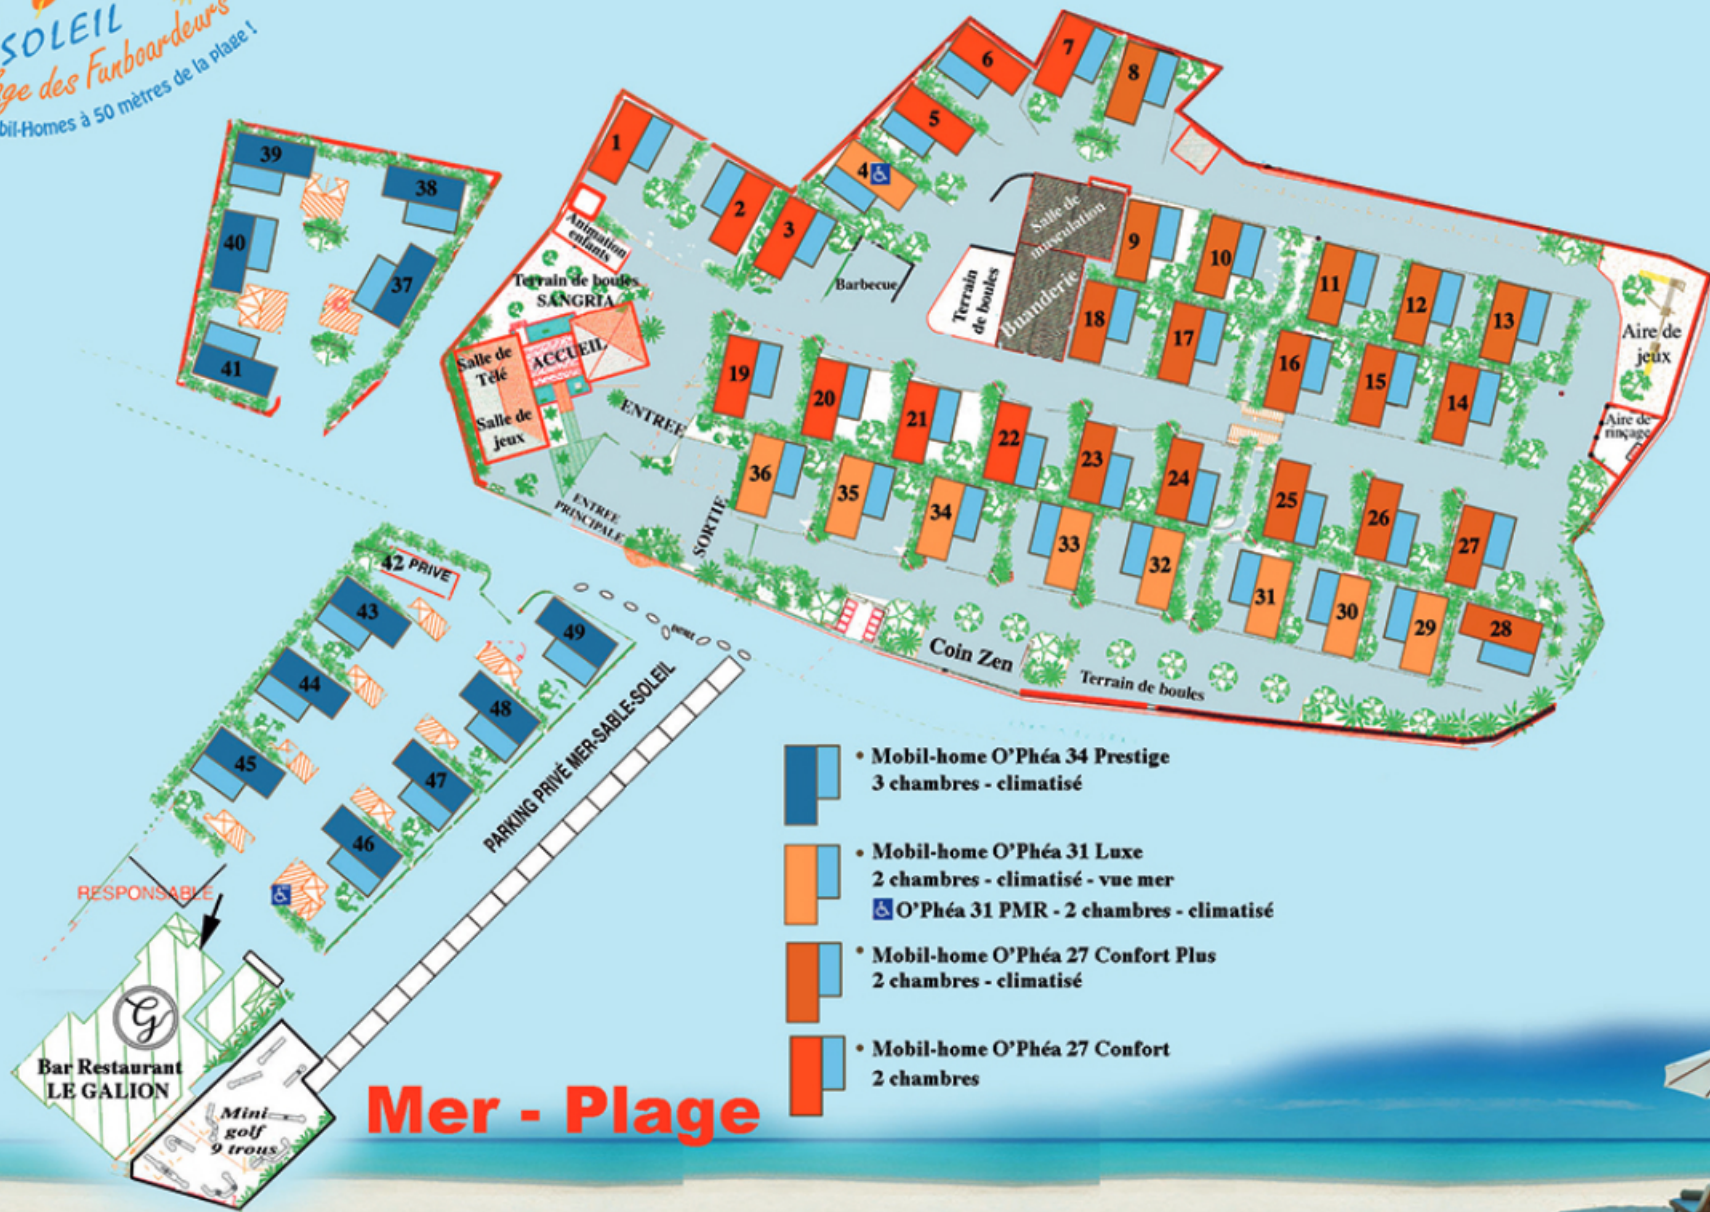 SOLEIL
ge des Funboardeurs
bil-Homes à 50 mètres de la plage !
39
38
40
37
41
1
2
3
4
5
6
7
8
Animation
enfants
Terrain de boules
SANGRIA
Salle de
Télé
ACCUEIL
Salle de
jeux
Barbecue
Terrain
de boules
Salle de
musculation
Buanderie
9
10
11
12
13
18
17
16
15
14
Aire de
jeux
Aire de
rinçage
ENTREE
19
20
21
22
23
24
25
26
27
36
35
34
33
32
31
30
29
28
ENTREE
PRINCIPALE
SORTIE
Coin Zen
Terrain de boules
42 PRIVE
43
49
ENTREE
44
48
45
47
46
PARKING PRIVÉ MER-SABLE-SOLEIL
RESPONSABLE
G
Bar Restaurant
LE GALION
Mini
golf
9 trous
Mer - Plage
• Mobil-home O'Phéa 34 Prestige
3 chambres - climatisé
• Mobil-home O'Phéa 31 Luxe
2 chambres - climatisé - vue mer
O'Phéa 31 PMR - 2 chambres - climatisé
• Mobil-home O'Phéa 27 Confort Plus
2 chambres - climatisé
• Mobil-home O'Phéa 27 Confort
2 chambres